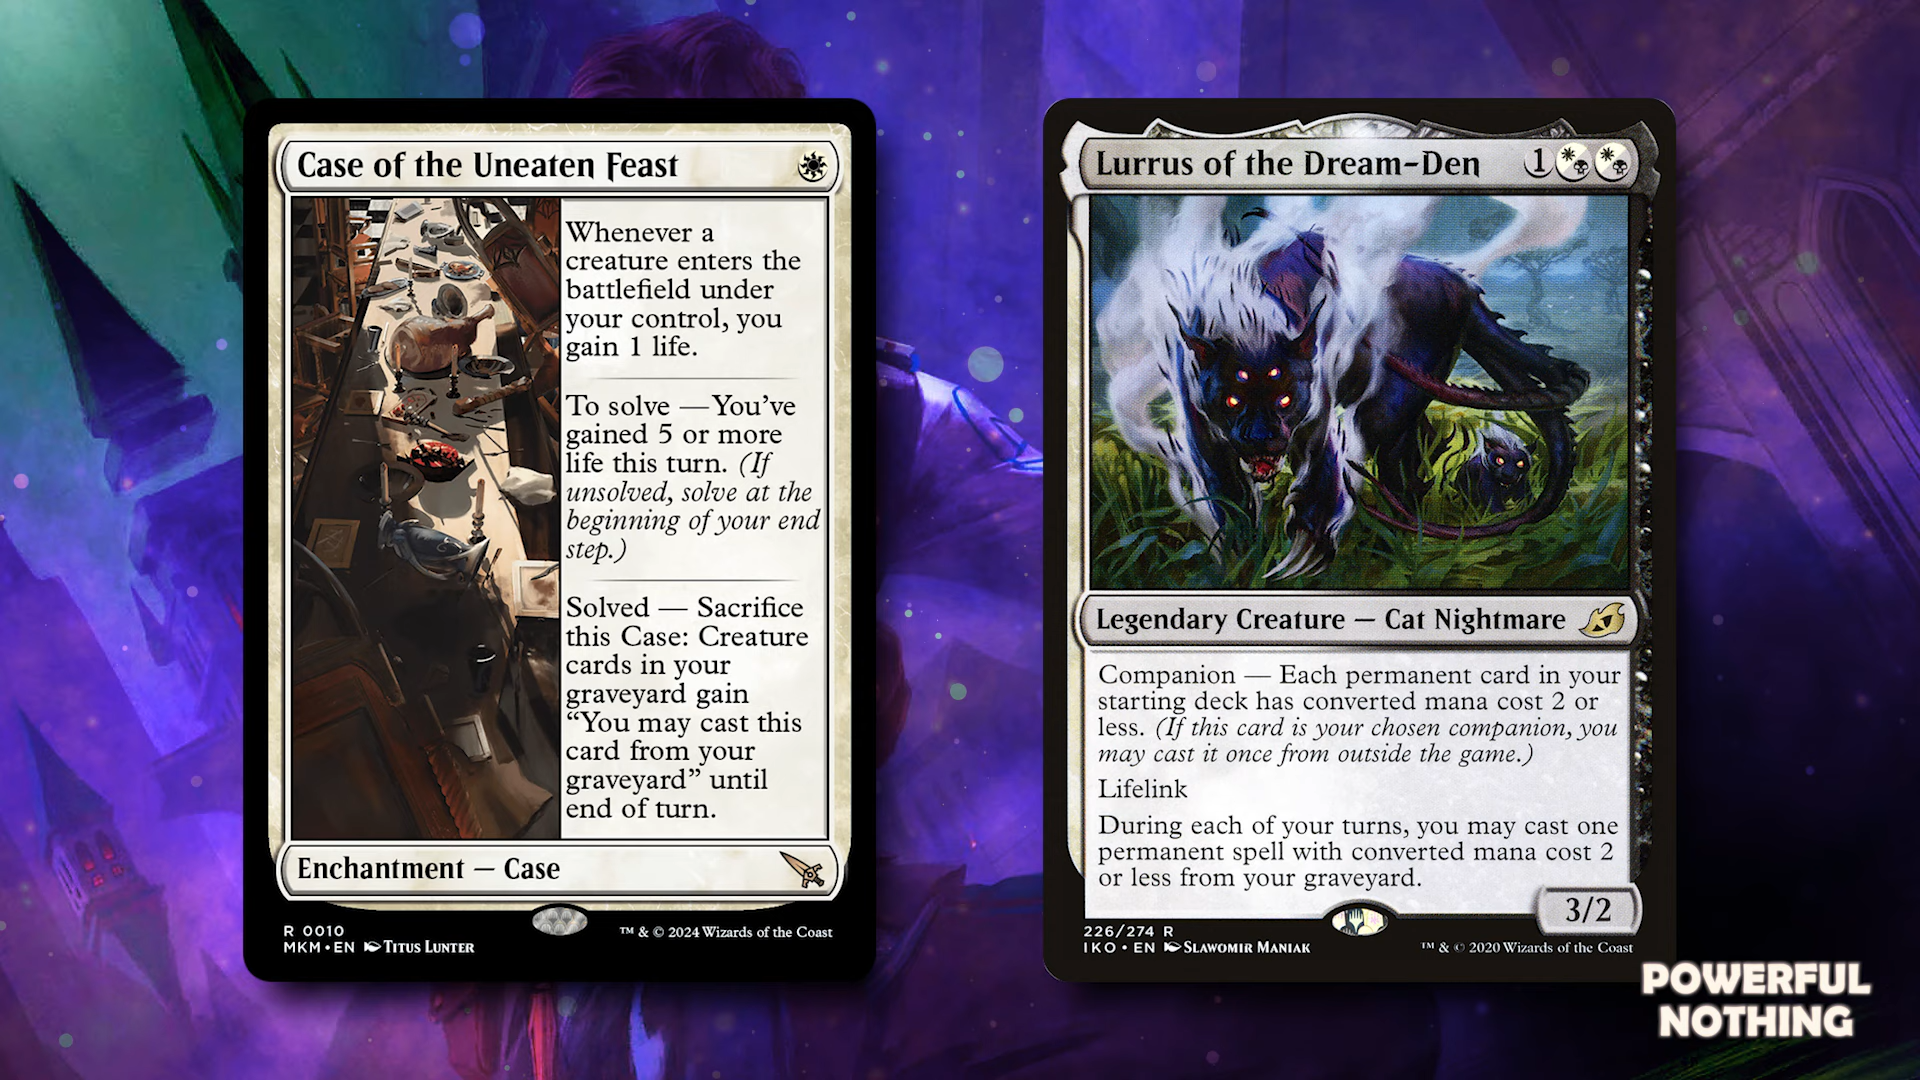 Case of the Uneaten Feast
Whenever a
creature enters the
battlefield under
your control, you
gain 1 life.
To solve — You've
gained 5 or more
life this turn. (If
unsolved, solve at the
beginning of your end
step.)
Solved — Sacrifice
this Case: Creature
cards in your
graveyard gain
“You may cast this
card from your
graveyard” until
end of turn.
Enchantment — Case
R 0010
MKM • EN Titus Lunter
™ & © 2024 Wizards of the Coast
Lurrus of the Dream-Den 1
Legendary Creature — Cat Nightmare
Companion — Each permanent card in your
starting deck has converted mana cost 2 or
less. (If this card is your chosen companion, you
may cast it once from outside the game.)
Lifelink
During each of your turns, you may cast one
permanent spell with converted mana cost 2
or less from your graveyard.
3/2
226/274 R
IKO • EN Slawomir Maniak
™ & © 2020 Wizards of the Coast
POWERFUL
NOTHING